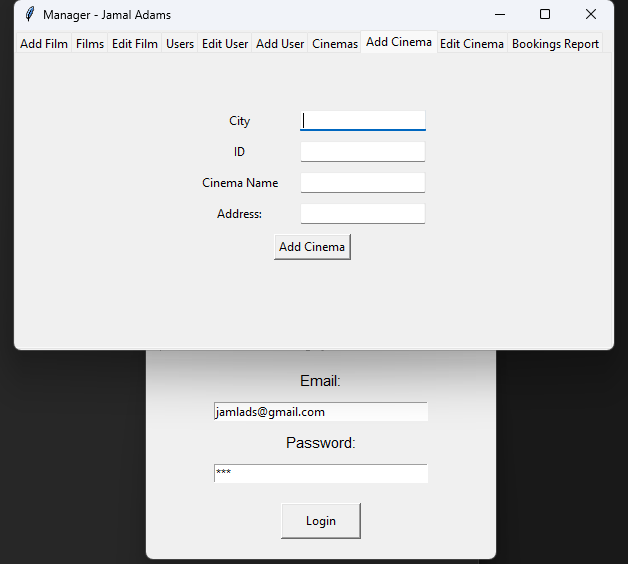 Manager - Jamal Adams
Add Film Films Edit Film Users Edit User Add User Cinemas Add Cinema Edit Cinema Bookings Report
City
ID
Cinema Name
Address:
Add Cinema
Email:
jamlads@gmail.com
Password:
***
Login